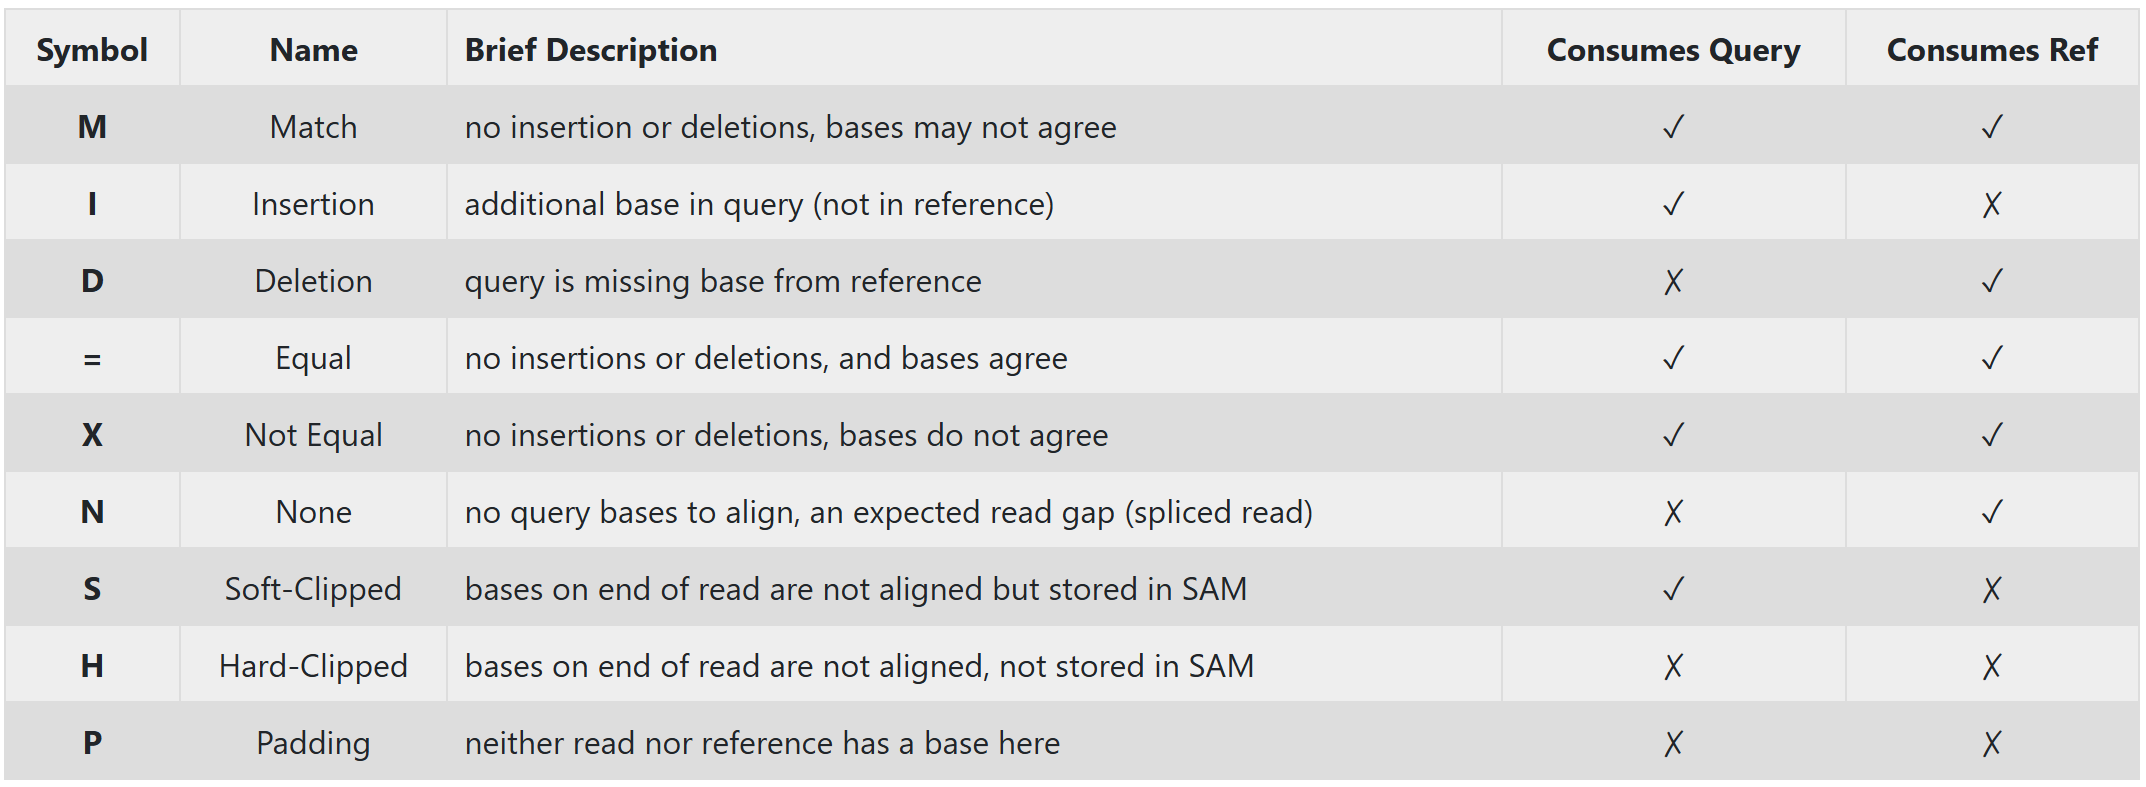 Symbol Name Brief Description Consumes Query Consumes Ref
M Match no insertion or deletions, bases may not agree ✓ ✓
I Insertion additional base in query (not in reference) ✓ ✗
D Deletion query is missing base from reference ✗ ✓
= Equal no insertions or deletions, and bases agree ✓ ✓
X Not Equal no insertions or deletions, bases do not agree ✓ ✓
N None no query bases to align, an expected read gap (spliced read) ✗ ✓
S Soft-Clipped bases on end of read are not aligned but stored in SAM ✓ ✗
H Hard-Clipped bases on end of read are not aligned, not stored in SAM ✗ ✗
P Padding neither read nor reference has a base here ✗ ✗